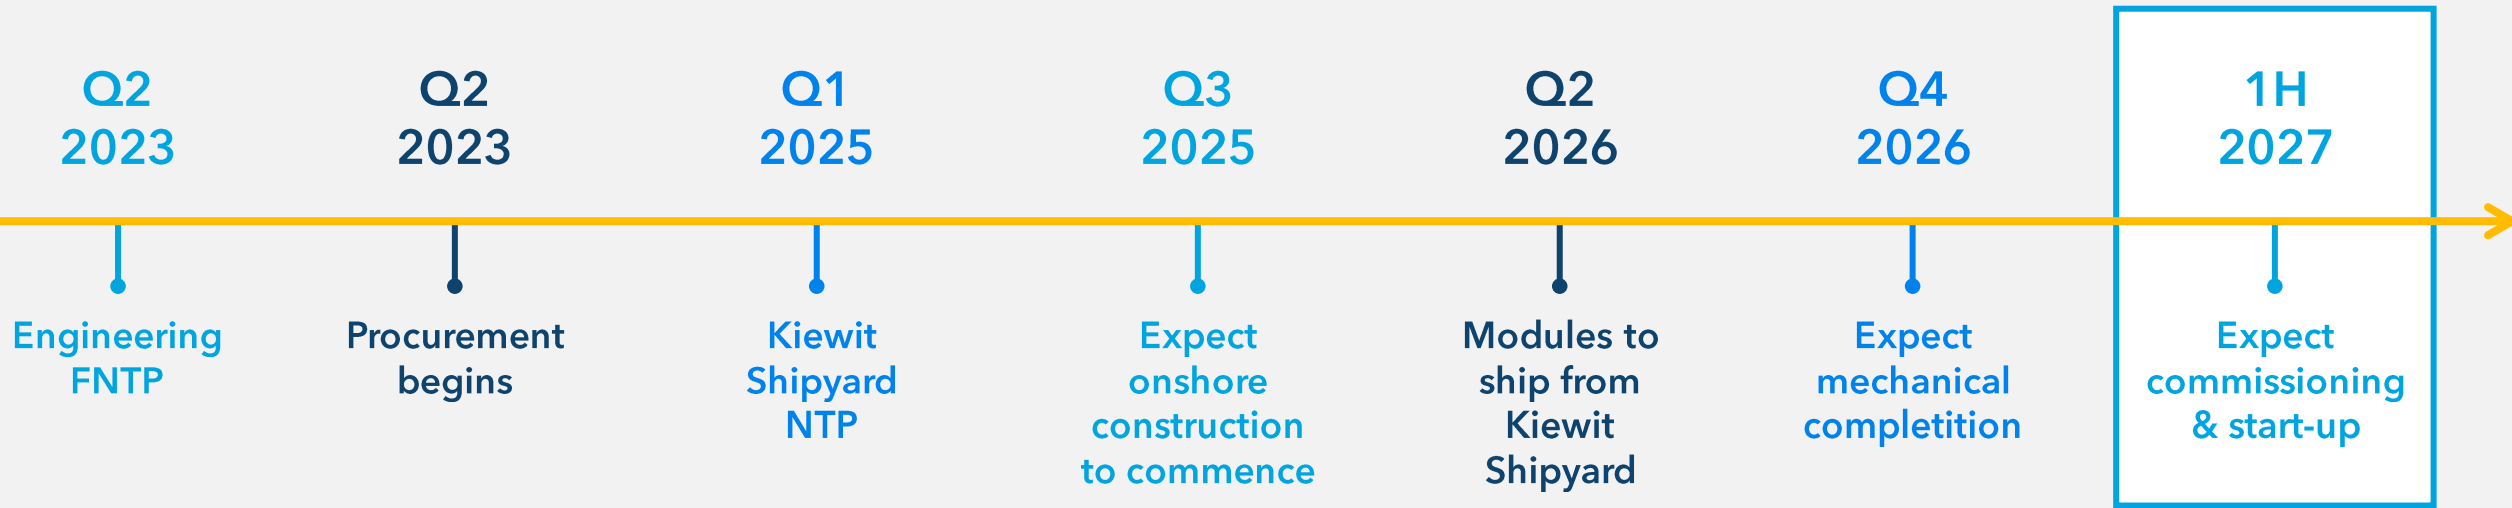 Q2
2023
Engineering
FNTP
Q2
2023
Procurement
begins
Q1
2025
Kiewit
Shipyard
NTP
Q3
2025
Expect
onshore
construction
to commence
Q2
2026
Modules to
ship from
Kiewit
Shipyard
Q4
2026
Expect
mechanical
completition
1H
2027
Expect
commissioning
& start-up